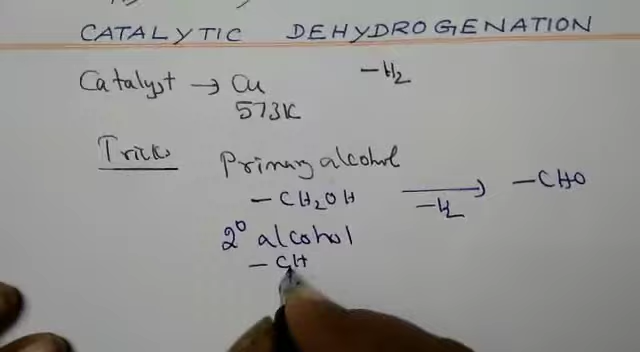 CATALYTIC DEHYDROGENATION
Catalyst → Cu -H₂
573K
Trick Primary alcohol
-CH₂OH → -CHO
-H₂
2° alcohol
-CH